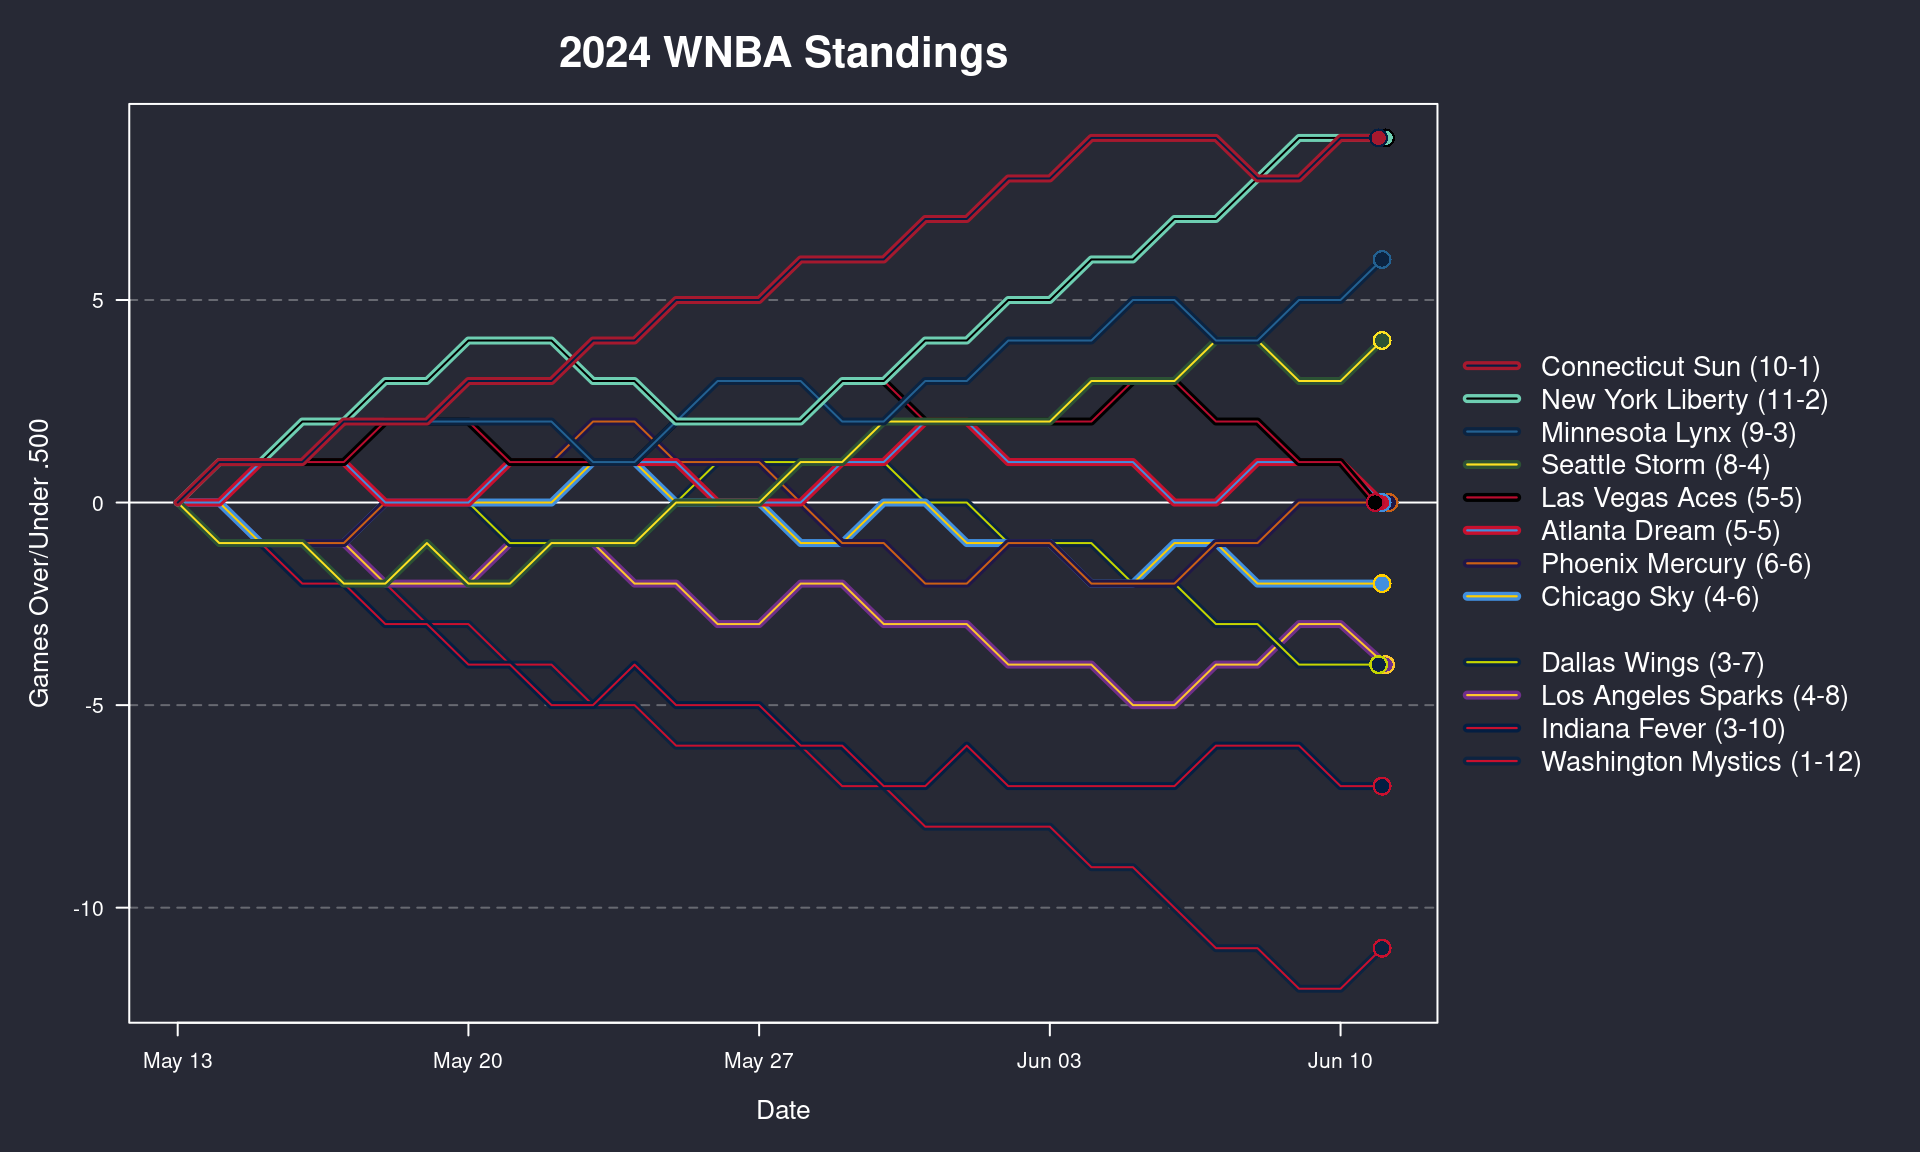 2024 WNBA Standings
Games Over/Under .500
5
0
-5
-10
May 13
May 20
May 27
Jun 03
Jun 10
Date
Connecticut Sun (10-1)
New York Liberty (11-2)
Minnesota Lynx (9-3)
Seattle Storm (8-4)
Las Vegas Aces (5-5)
Atlanta Dream (5-5)
Phoenix Mercury (6-6)
Chicago Sky (4-6)
Dallas Wings (3-7)
Los Angeles Sparks (4-8)
Indiana Fever (3-10)
Washington Mystics (1-12)